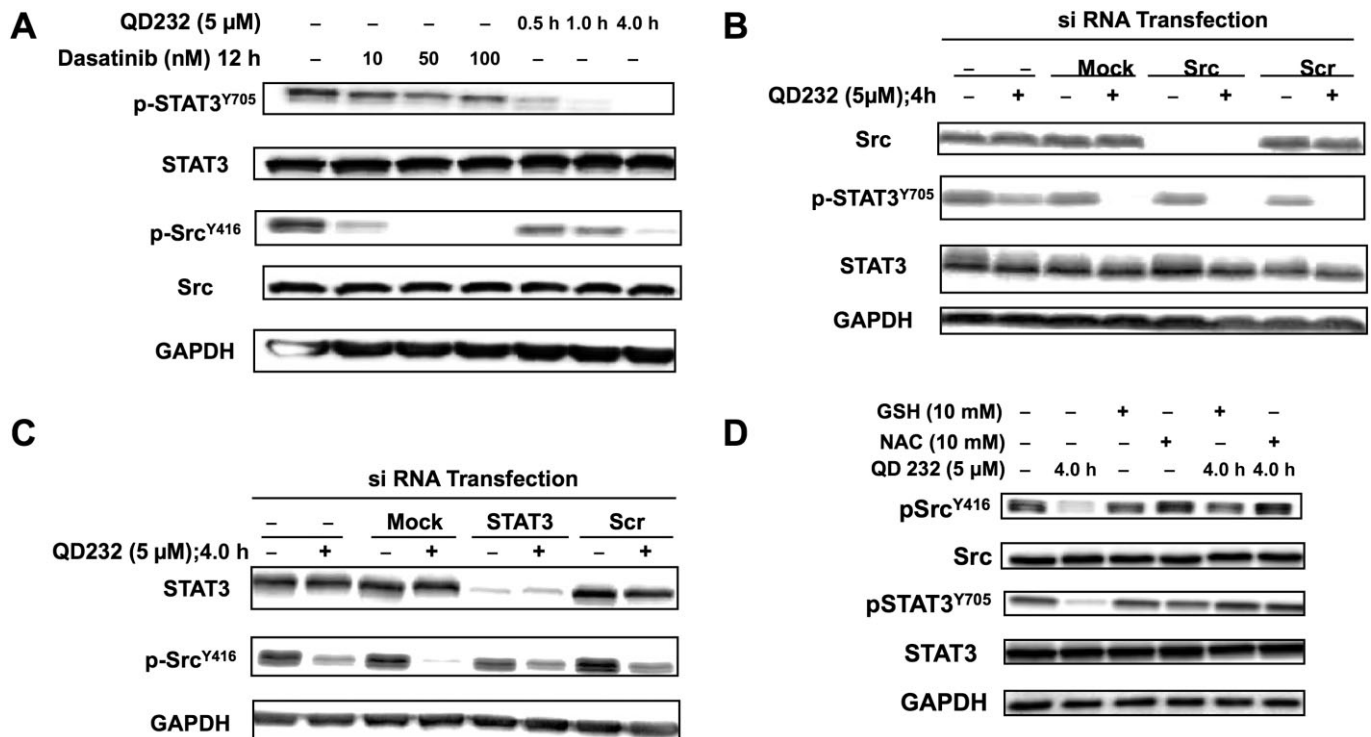 A
QD232 (5 µM) – – – – 0.5 h 1.0 h 4.0 h
Dasatinib (nM) 12 h – 10 50 100 – – –
p-STAT3Y705
STAT3
p-SrcY416
Src
GAPDH
B
si RNA Transfection
– – Mock Src Scr
QD232 (5µM);4h – + – + – + – +
Src
p-STAT3Y705
STAT3
GAPDH
C
si RNA Transfection
– – Mock STAT3 Scr
QD232 (5 µM);4.0 h – + – + – + – +
STAT3
p-SrcY416
GAPDH
D
GSH (10 mM) – – + – + –
NAC (10 mM) – – – + – +
QD 232 (5 µM) – 4.0 h – – 4.0 h 4.0 h
pSrcY416
Src
pSTAT3Y705
STAT3
GAPDH